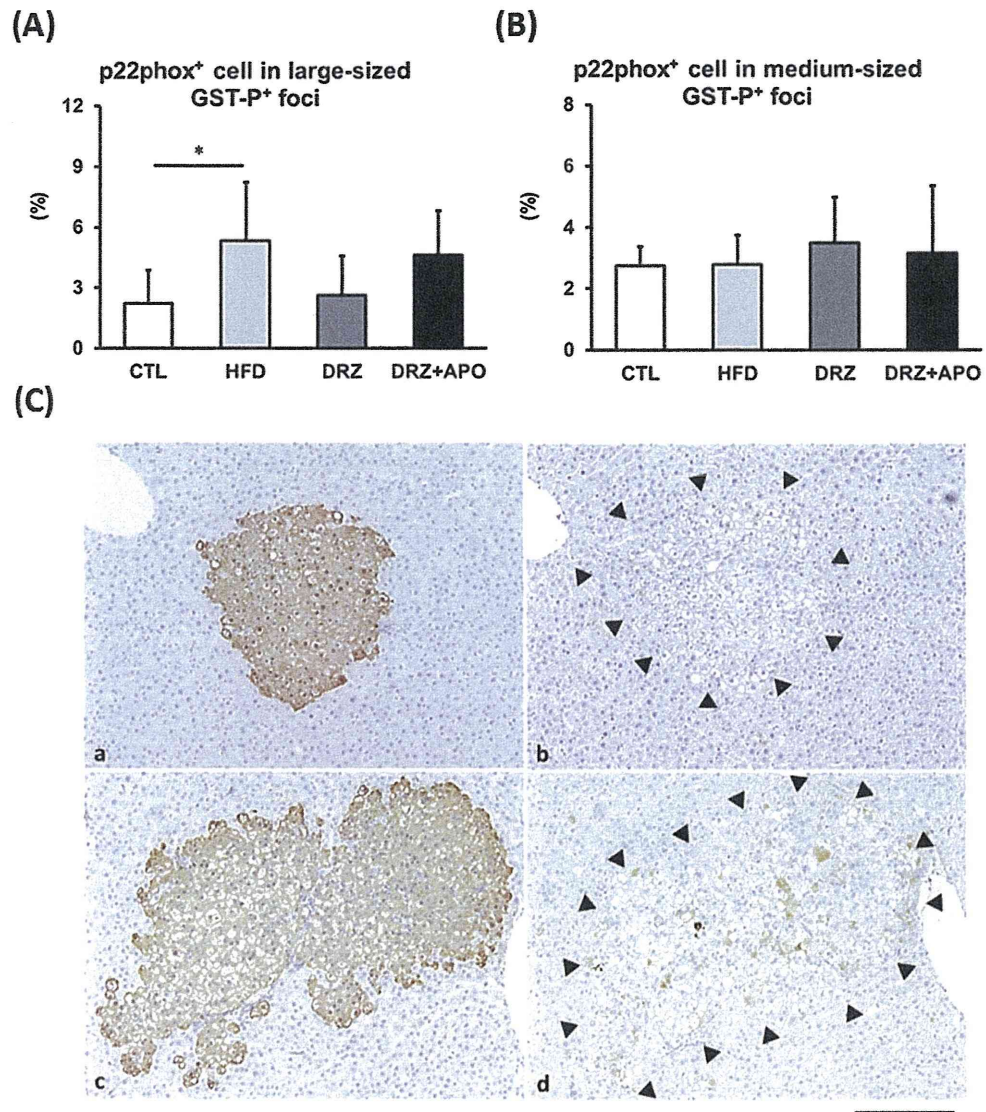 (A)
p22phox⁺ cell in large-sized
GST-P⁺ foci
12
9
6
3
0
(%)
*
CTL HFD DRZ DRZ+APO
(B)
p22phox⁺ cell in medium-sized
GST-P⁺ foci
8
6
4
2
0
(%)
CTL HFD DRZ DRZ+APO
(C)
a
b
c
d